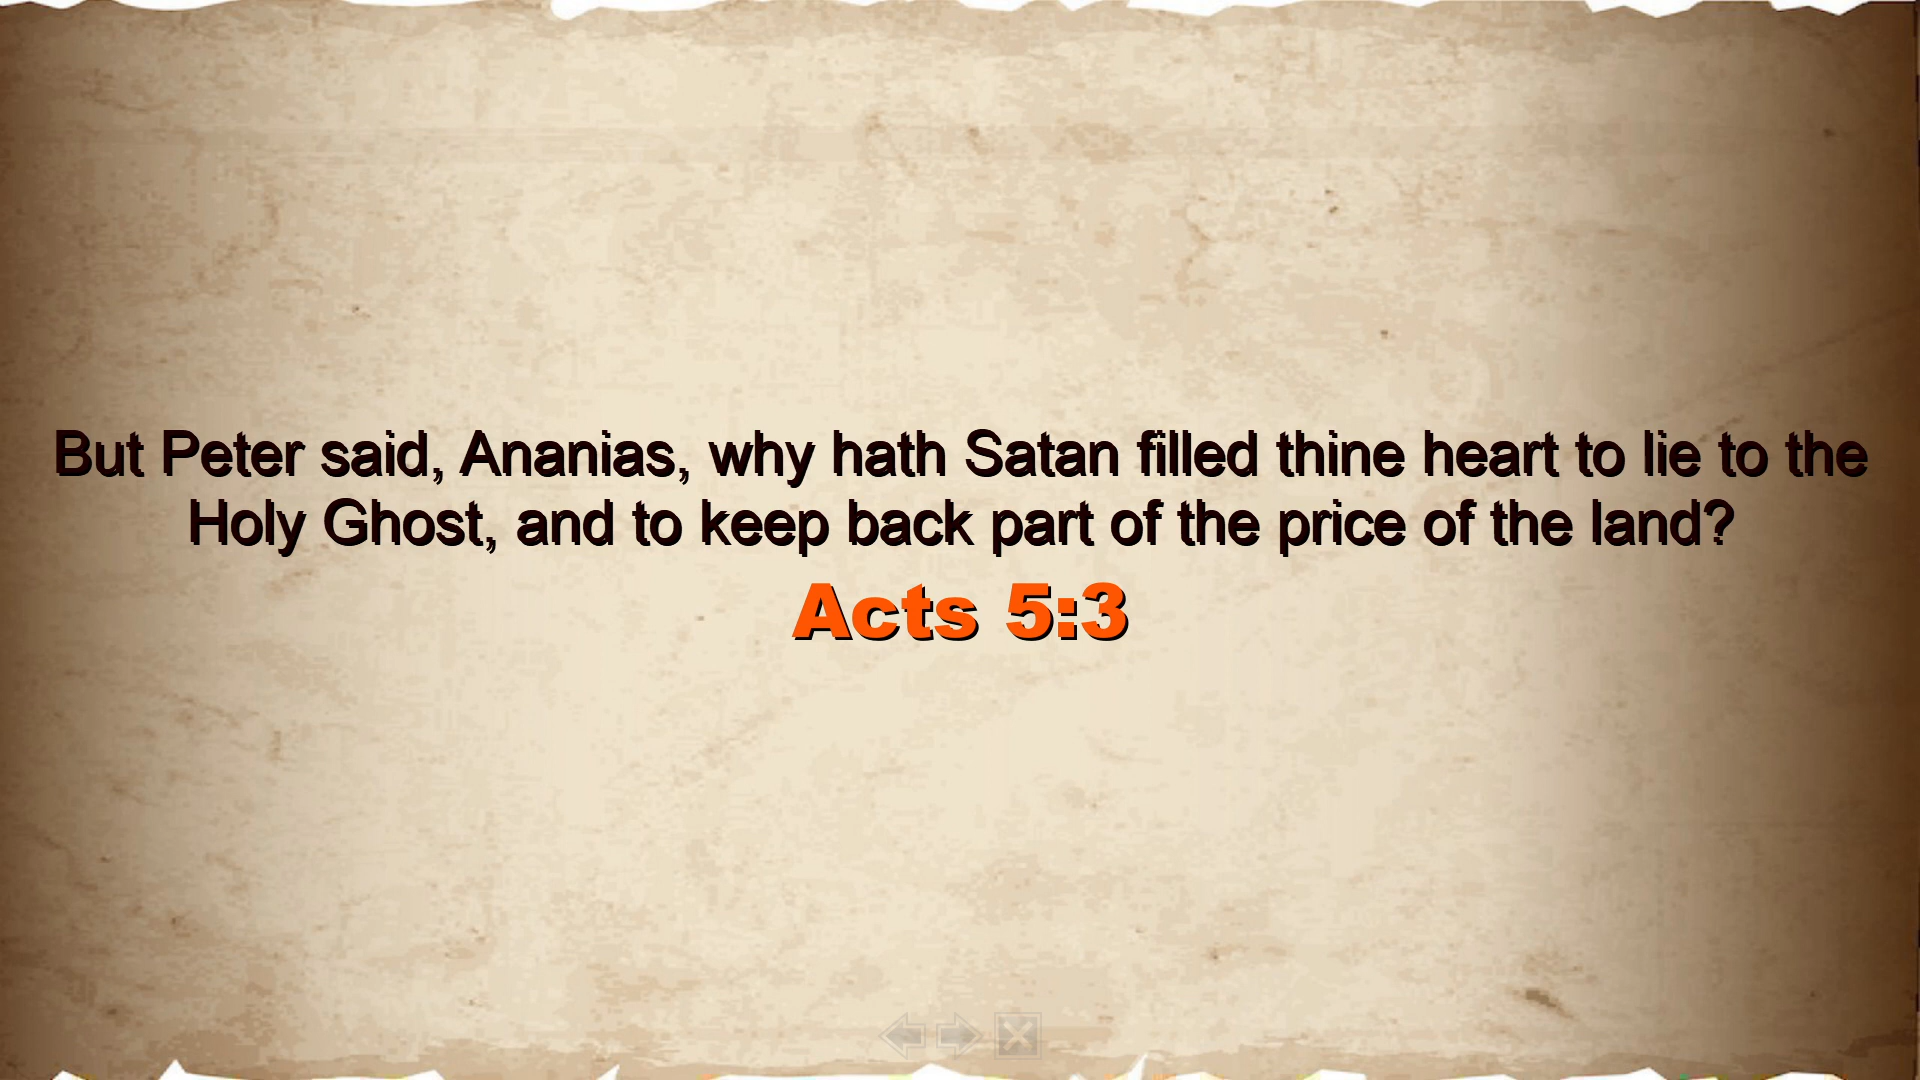 But Peter said, Ananias, why hath Satan filled thine heart to lie to the
Holy Ghost, and to keep back part of the price of the land?
Acts 5:3